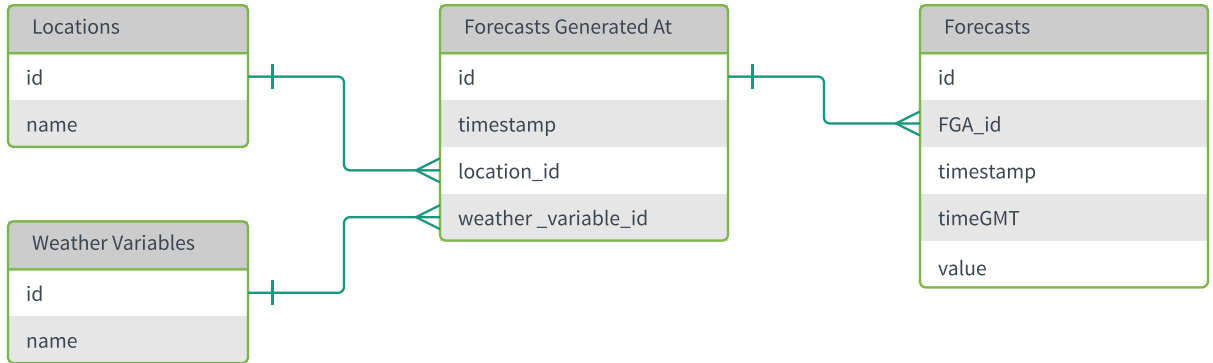 Locations
id
name
Weather Variables
id
name
Forecasts Generated At
id
timestamp
location_id
weather _variable_id
Forecasts
id
FGA_id
timestamp
timeGMT
value